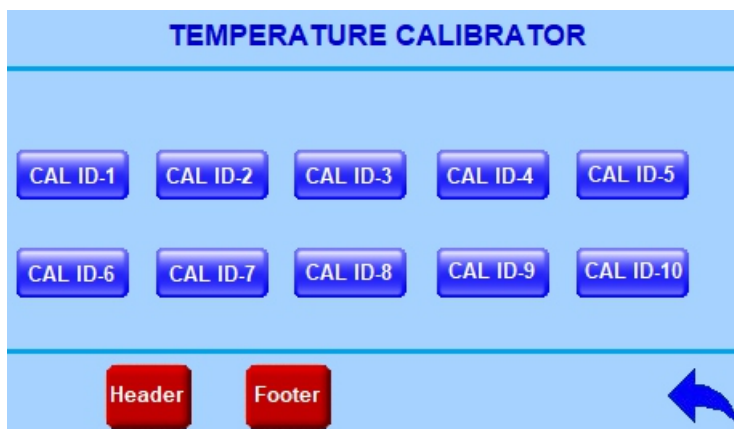 TEMPERATURE CALIBRATOR
CAL ID-1 CAL ID-2 CAL ID-3 CAL ID-4 CAL ID-5
CAL ID-6 CAL ID-7 CAL ID-8 CAL ID-9 CAL ID-10
Header Footer